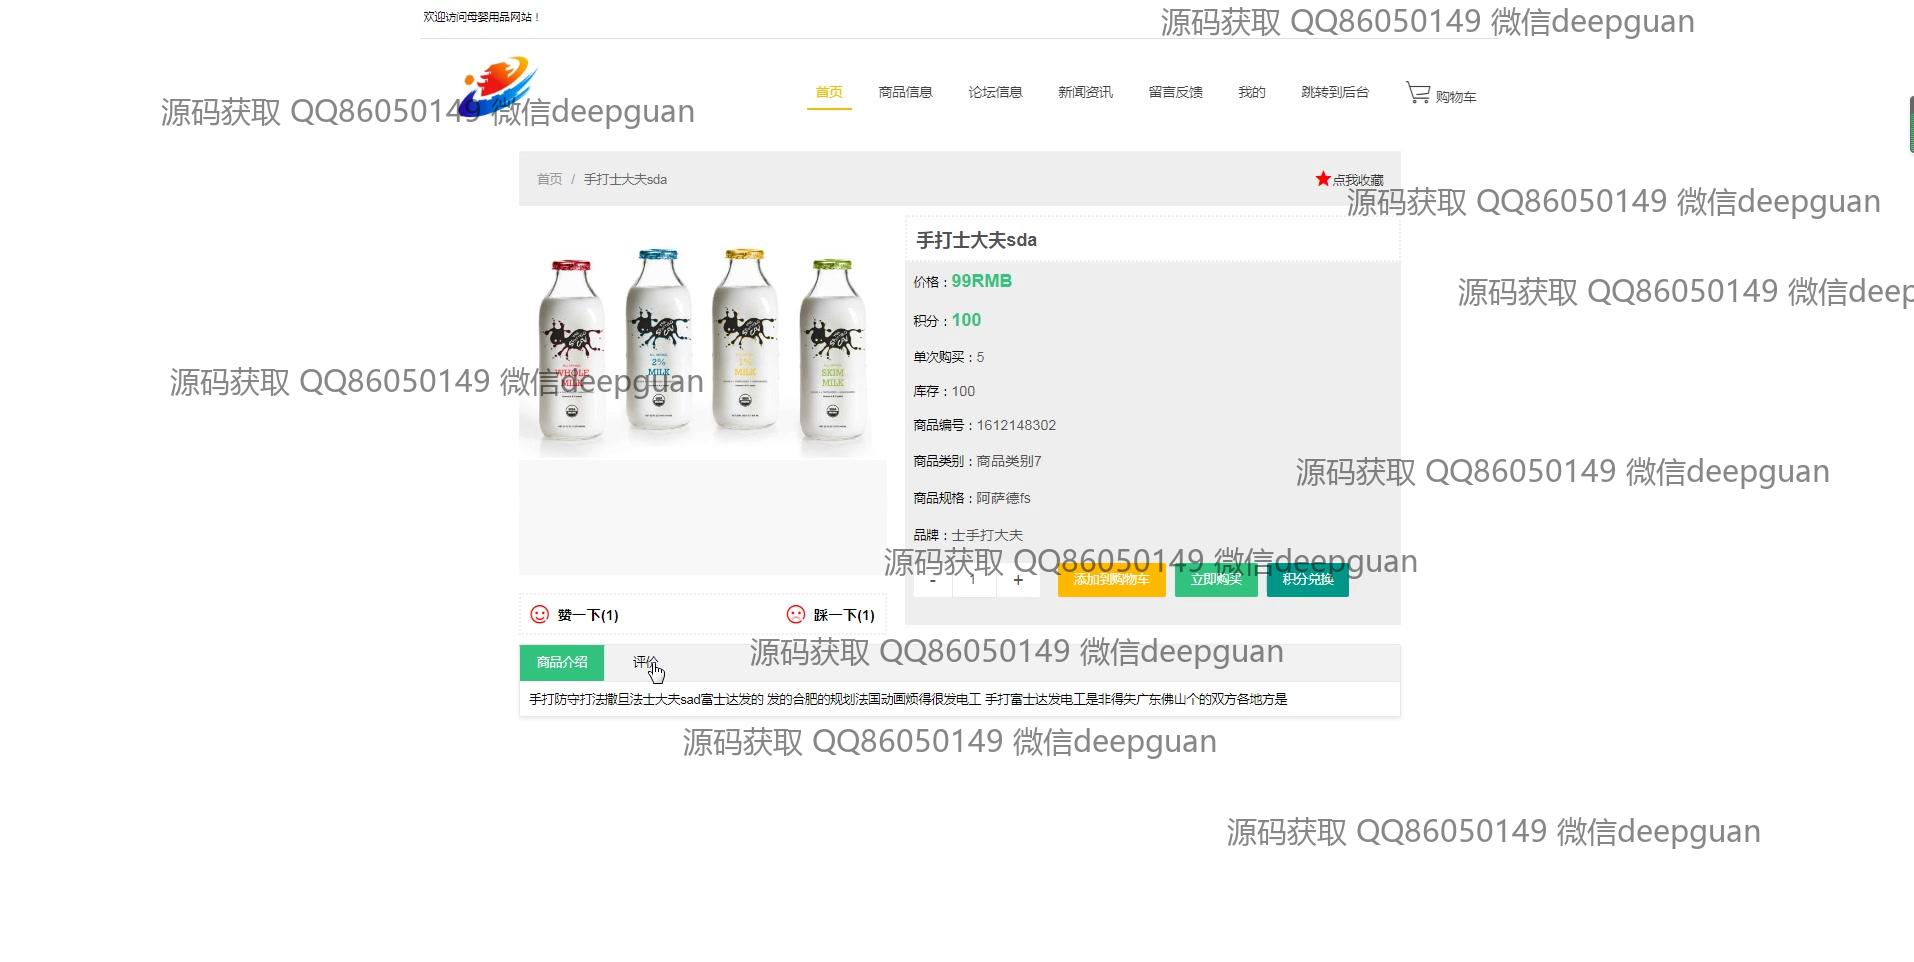 欢迎访问母婴用品网站！
源码获取 QQ86050149 微信deepguan
首页 商品信息 论坛信息 新闻资讯 留言反馈 我的 跳转到后台 购物车
源码获取 QQ86050149 微信deepguan
首页 / 手打士大夫sda
点我收藏
源码获取 QQ86050149 微信deepguan
手打士大夫sda
价格：99RMB
源码获取 QQ86050149 微信deep
积分：100
单次购买：5
WHOLE MILK
2% MILK
1% MILK
SKIM MILK
源码获取 QQ86050149 微信deepguan
库存：100
商品编号：1612148302
商品类别：商品类别7
源码获取 QQ86050149 微信deepguan
商品规格：阿萨德fs
品牌：士手打大夫
源码获取 QQ86050149 微信deepguan
- 1 + 添加到购物车 立即购买 积分兑换
赞一下(1) 踩一下(1)
源码获取 QQ86050149 微信deepguan
商品介绍 评价
手打防守打法撒旦法士大夫sad富士达发的 发的合肥的规划法国动画烦得很发电工 手打富士达发电工是非得失广东佛山个的双方各地方是
源码获取 QQ86050149 微信deepguan
源码获取 QQ86050149 微信deepguan